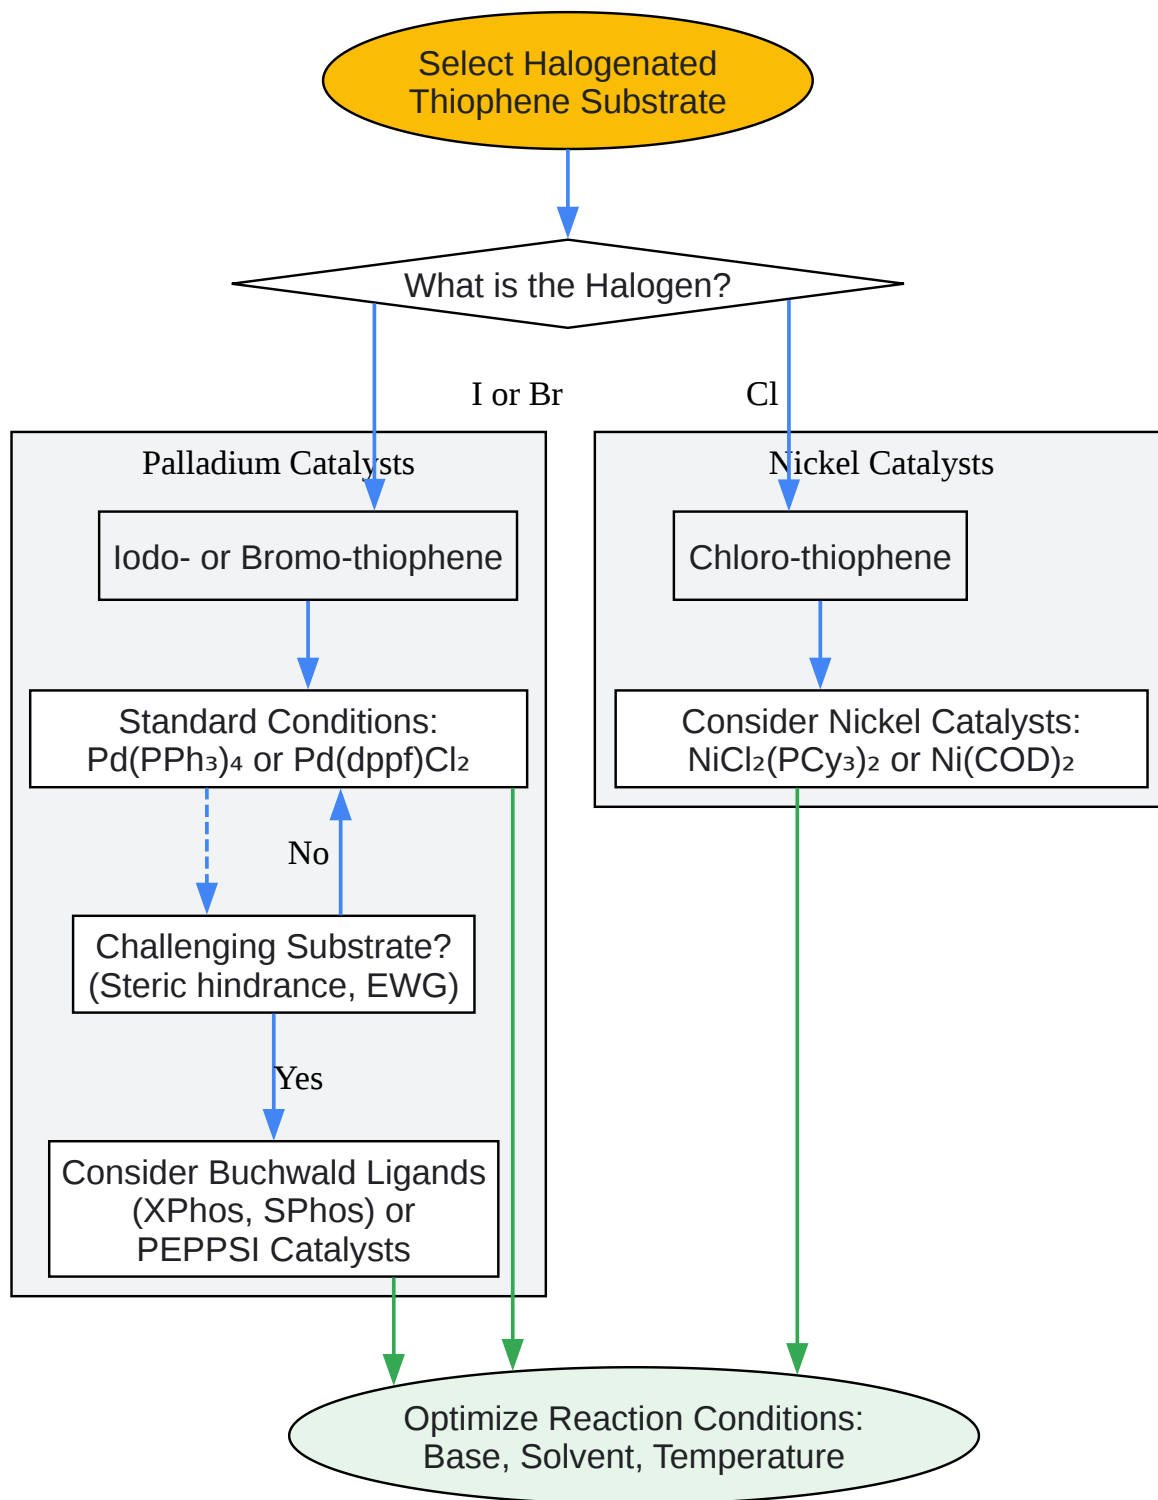 Select Halogenated
Thiophene Substrate
What is the Halogen?
I or Br
Cl
Palladium Catalysts
Nickel Catalysts
Iodo- or Bromo-thiophene
Chloro-thiophene
Standard Conditions:
Pd(PPh₃)₄ or Pd(dppf)Cl₂
Consider Nickel Catalysts:
NiCl₂(PCy₃)₂ or Ni(COD)₂
No
Challenging Substrate?
(Steric hindrance, EWG)
Yes
Consider Buchwald Ligands
(XPhos, SPhos) or
PEPPSI Catalysts
Optimize Reaction Conditions:
Base, Solvent, Temperature